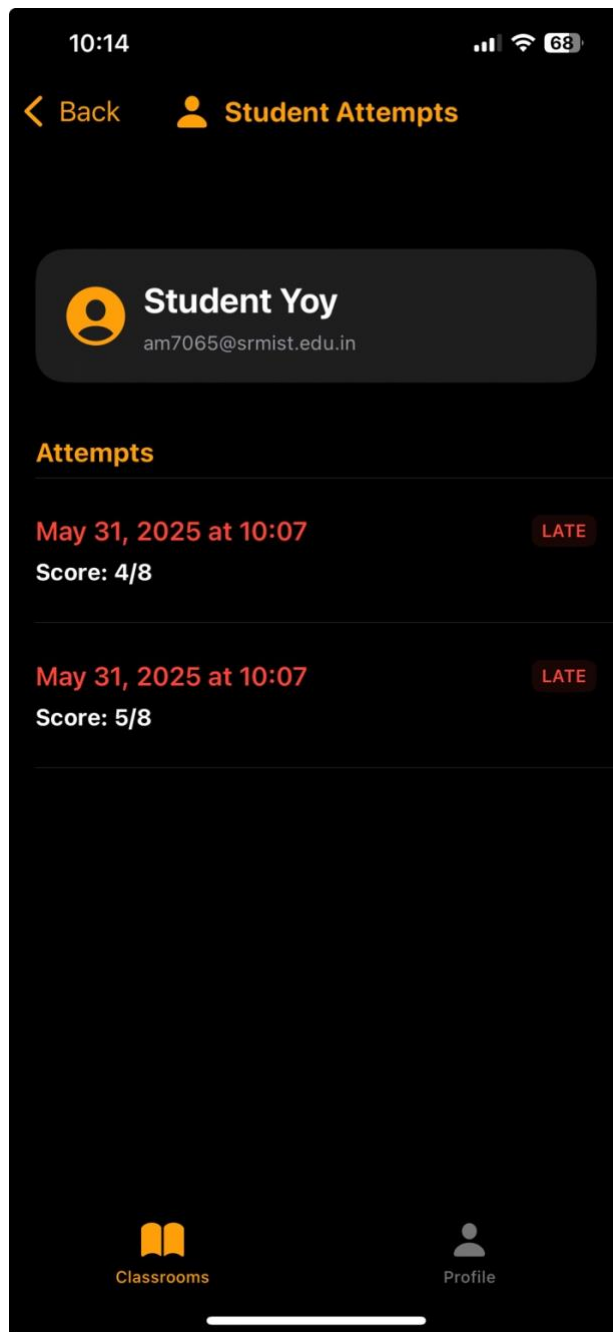 10:14
68
Back
Student Attempts
Student Yoy
am7065@srmist.edu.in
Attempts
May 31, 2025 at 10:07
LATE
Score: 4/8
May 31, 2025 at 10:07
LATE
Score: 5/8
Classrooms
Profile